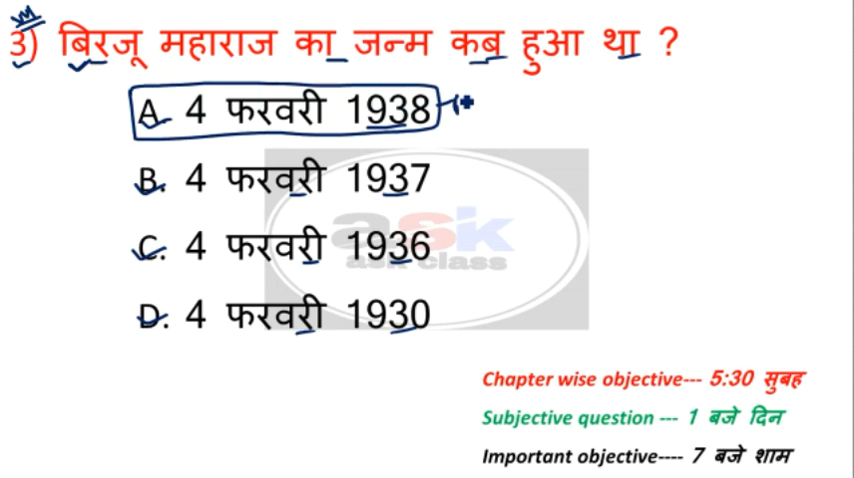 3) बिरजू महाराज का जन्म कब हुआ था ?
A. 4 फरवरी 1938
B. 4 फरवरी 1937
ask
C. 4 फरवरी 1936
ask class
D. 4 फरवरी 1930
Chapter wise objective--- 5:30 सुबह
Subjective question --- 1 बजे दिन
Important objective---- 7 बजे शाम